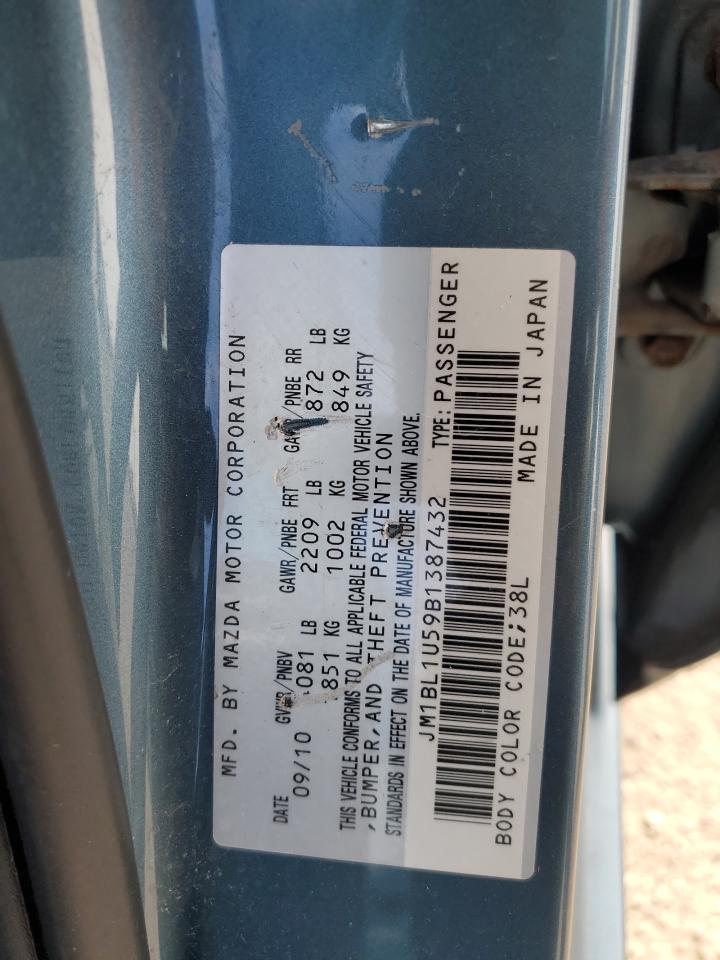 MFD. BY MAZDA MOTOR CORPORATION
DATE GVWR/PNBV GAWR/PNBE FRT /PNBE RR
09/10 081 LB 2209 LB 872 LB
851 KG 1002 KG 849 KG
THIS VEHICLE CONFORMS TO ALL APPLICABLE FEDERAL MOTOR VEHICLE SAFETY
,BUMPER,AND THEFT PREVENTION
STANDARDS IN EFFECT ON THE DATE OF MANUFACTURE SHOWN ABOVE.
JM1BL1U59B1387432 TYPE:PASSENGER
BODY COLOR CODE;38L MADE IN JAPAN